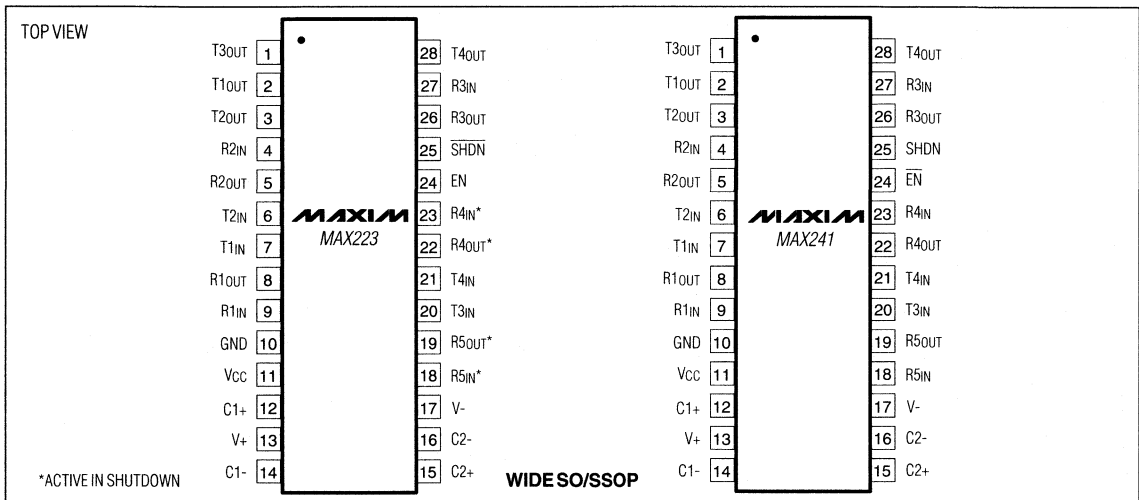 TOP VIEW
T3OUT 1
T1OUT 2
T2OUT 3
R2IN 4
R2OUT 5
T2IN 6
T1IN 7
R1OUT 8
R1IN 9
GND 10
VCC 11
C1+ 12
V+ 13
C1- 14
MAXIM
MAX223
28 T4OUT
27 R3IN
26 R3OUT
25 S̅H̅D̅N̅
24 EN
23 R4IN*
22 R4OUT*
21 T4IN
20 T3IN
19 R5OUT*
18 R5IN*
17 V-
16 C2-
15 C2+
T3OUT 1
T1OUT 2
T2OUT 3
R2IN 4
R2OUT 5
T2IN 6
T1IN 7
R1OUT 8
R1IN 9
GND 10
VCC 11
C1+ 12
V+ 13
C1- 14
MAXIM
MAX241
28 T4OUT
27 R3IN
26 R3OUT
25 SHDN
24 E̅N̅
23 R4IN
22 R4OUT
21 T4IN
20 T3IN
19 R5OUT
18 R5IN
17 V-
16 C2-
15 C2+
*ACTIVE IN SHUTDOWN
WIDE SO/SSOP